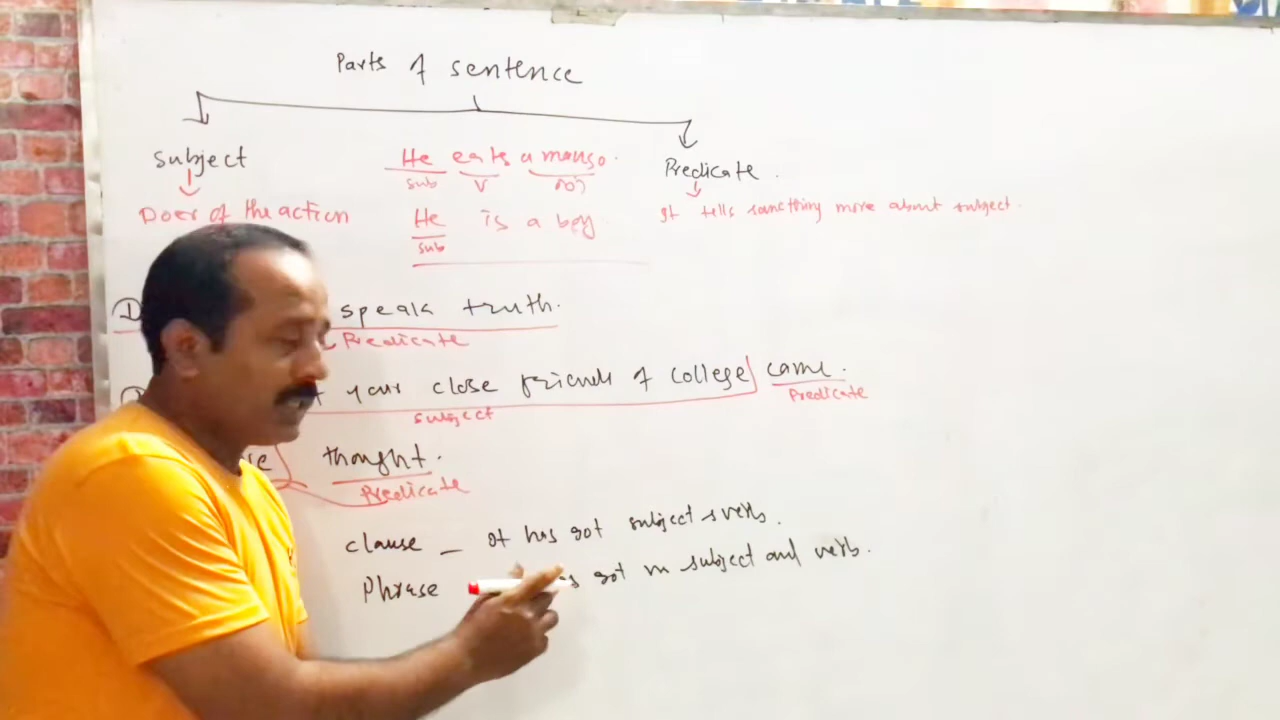 Parts of sentence
Subject
He eats a mango.
Predicate.
sub
V
obj
Doer of the action
He is a boy
It tells something more about subject.
sub
speak truth.
Predicate
your close friends of college came.
subject
Predicate
thought.
Predicate
clause _ It has got subject & verb.
Phrase
got no subject and verb.